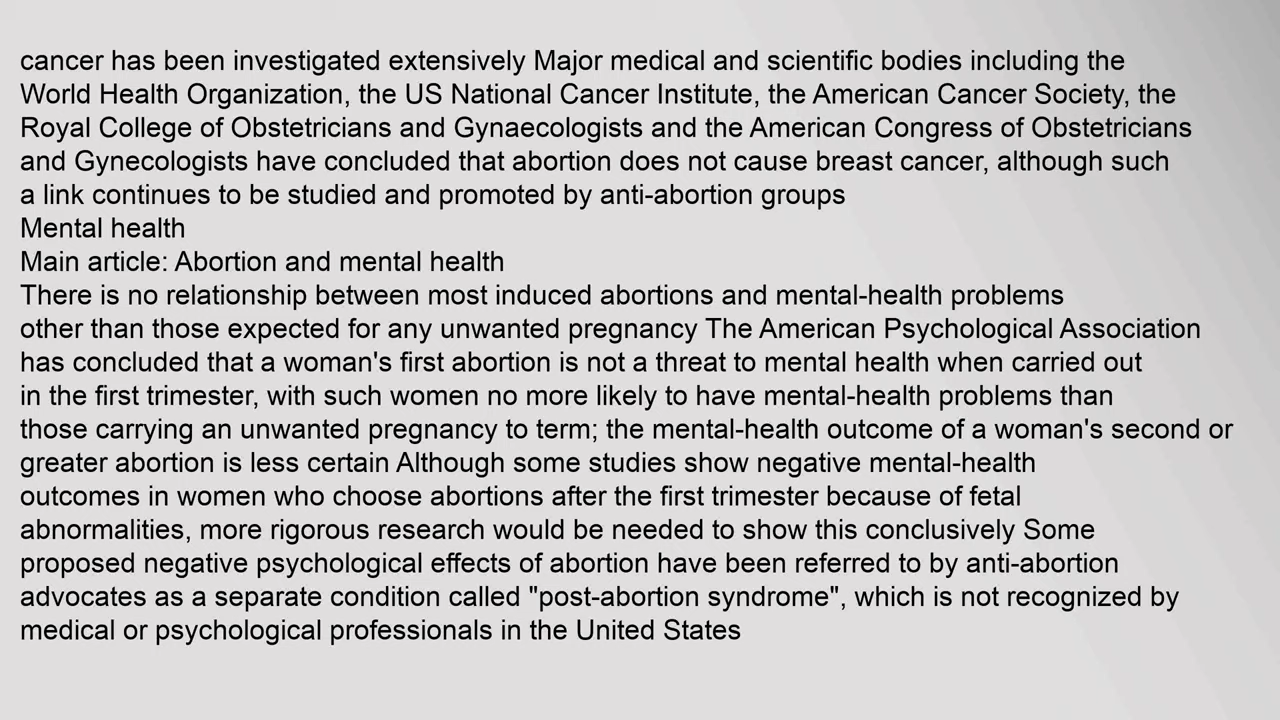 cancer has been investigated extensively Major medical and scientific bodies including the
World Health Organization, the US National Cancer Institute, the American Cancer Society, the
Royal College of Obstetricians and Gynaecologists and the American Congress of Obstetricians
and Gynecologists have concluded that abortion does not cause breast cancer, although such
a link continues to be studied and promoted by anti-abortion groups
Mental health
Main article: Abortion and mental health
There is no relationship between most induced abortions and mental-health problems
other than those expected for any unwanted pregnancy The American Psychological Association
has concluded that a woman's first abortion is not a threat to mental health when carried out
in the first trimester, with such women no more likely to have mental-health problems than
those carrying an unwanted pregnancy to term; the mental-health outcome of a woman's second or
greater abortion is less certain Although some studies show negative mental-health
outcomes in women who choose abortions after the first trimester because of fetal
abnormalities, more rigorous research would be needed to show this conclusively Some
proposed negative psychological effects of abortion have been referred to by anti-abortion
advocates as a separate condition called "post-abortion syndrome", which is not recognized by
medical or psychological professionals in the United States